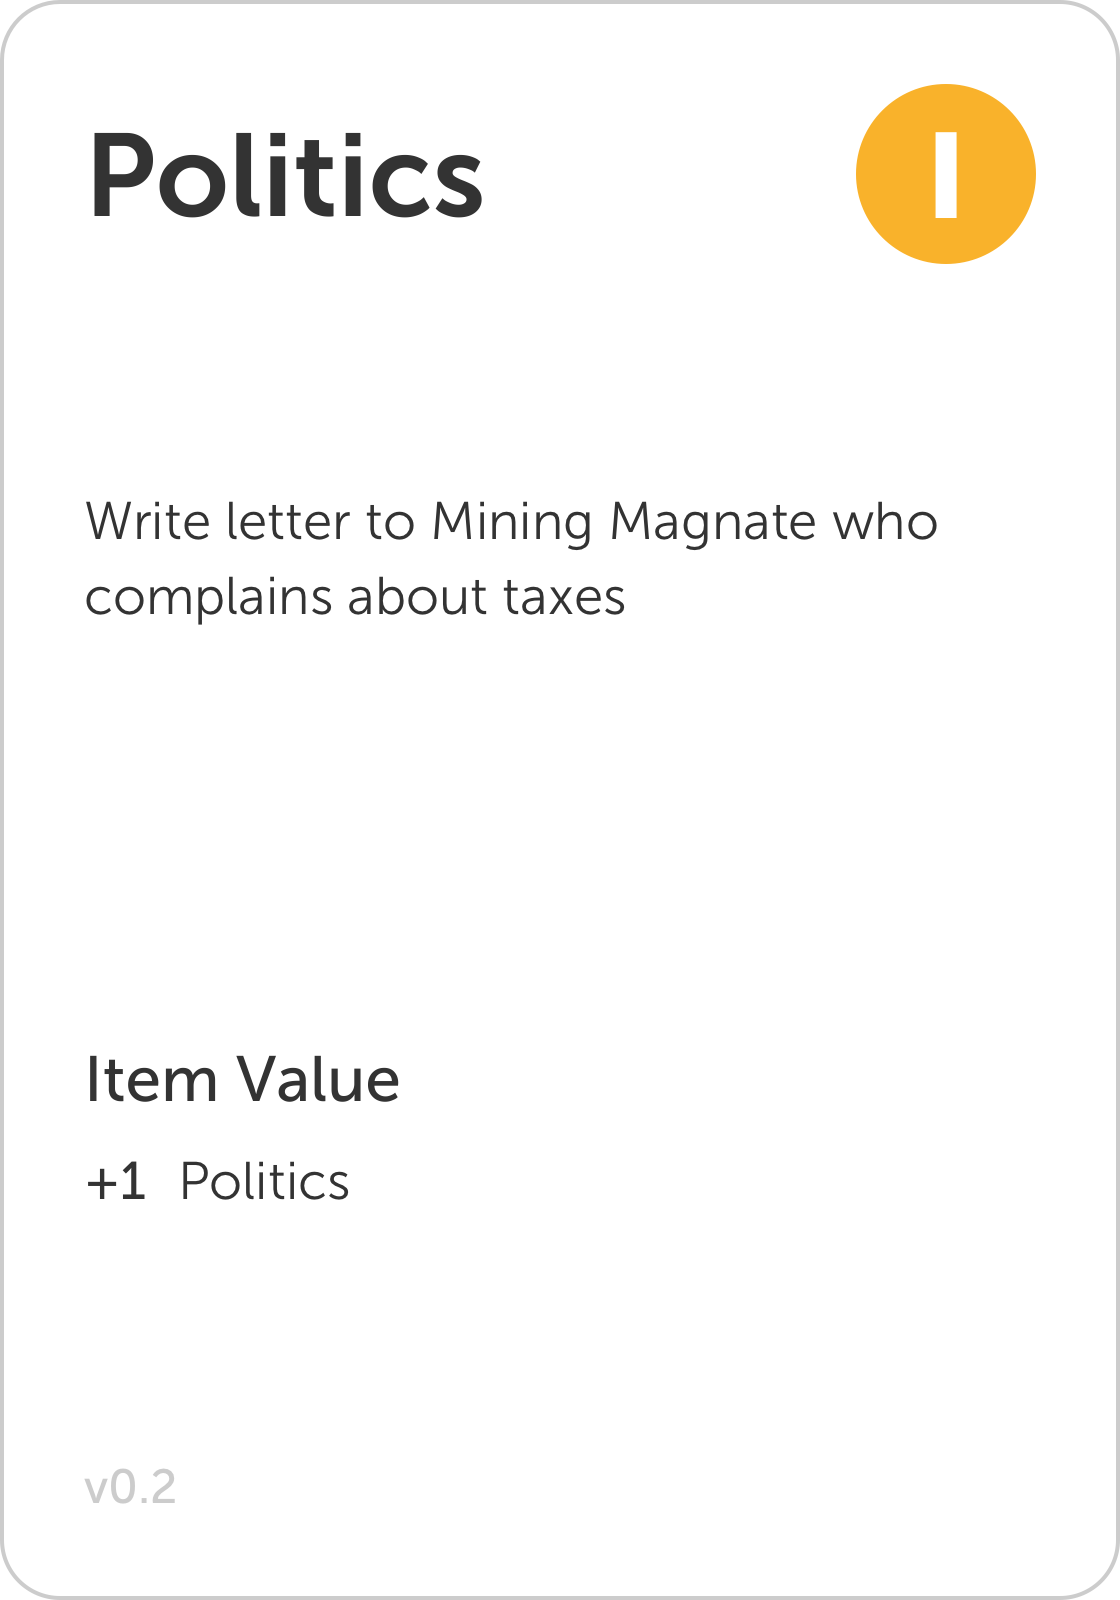 Politics
I
Write letter to Mining Magnate who
complains about taxes
Item Value
+1 Politics
v0.2